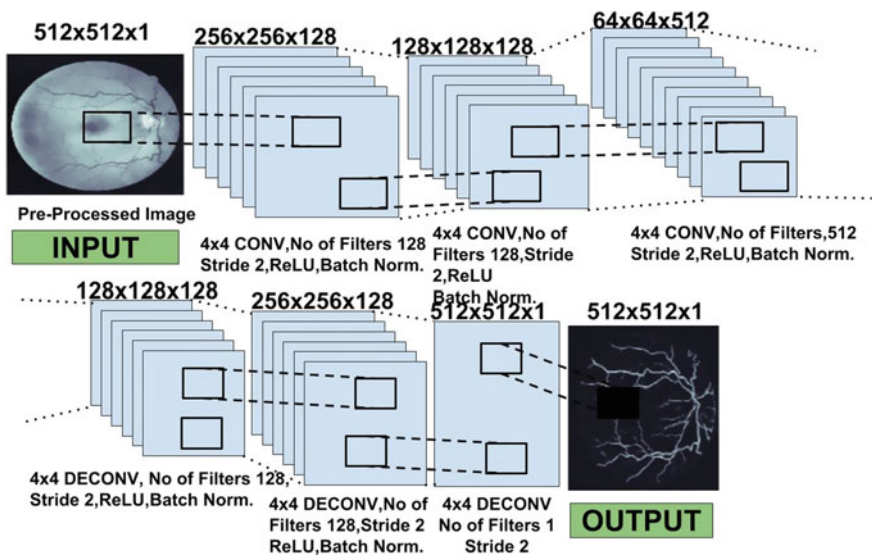 512x512x1
256x256x128
128x128x128
64x64x512
Pre-Processed Image
INPUT
4x4 CONV,No of Filters 128
Stride 2,ReLU,Batch Norm.
4x4 CONV,No of
Filters 128,Stride
2,ReLU
Batch Norm.
4x4 CONV,No of Filters,512
Stride 2,ReLU,Batch Norm.
128x128x128
256x256x128
512x512x1
512x512x1
4x4 DECONV, No of Filters 128,
Stride 2,ReLU,Batch Norm.
4x4 DECONV,No of
Filters 128,Stride 2
ReLU,Batch Norm.
4x4 DECONV
No of Filters 1
Stride 2
OUTPUT